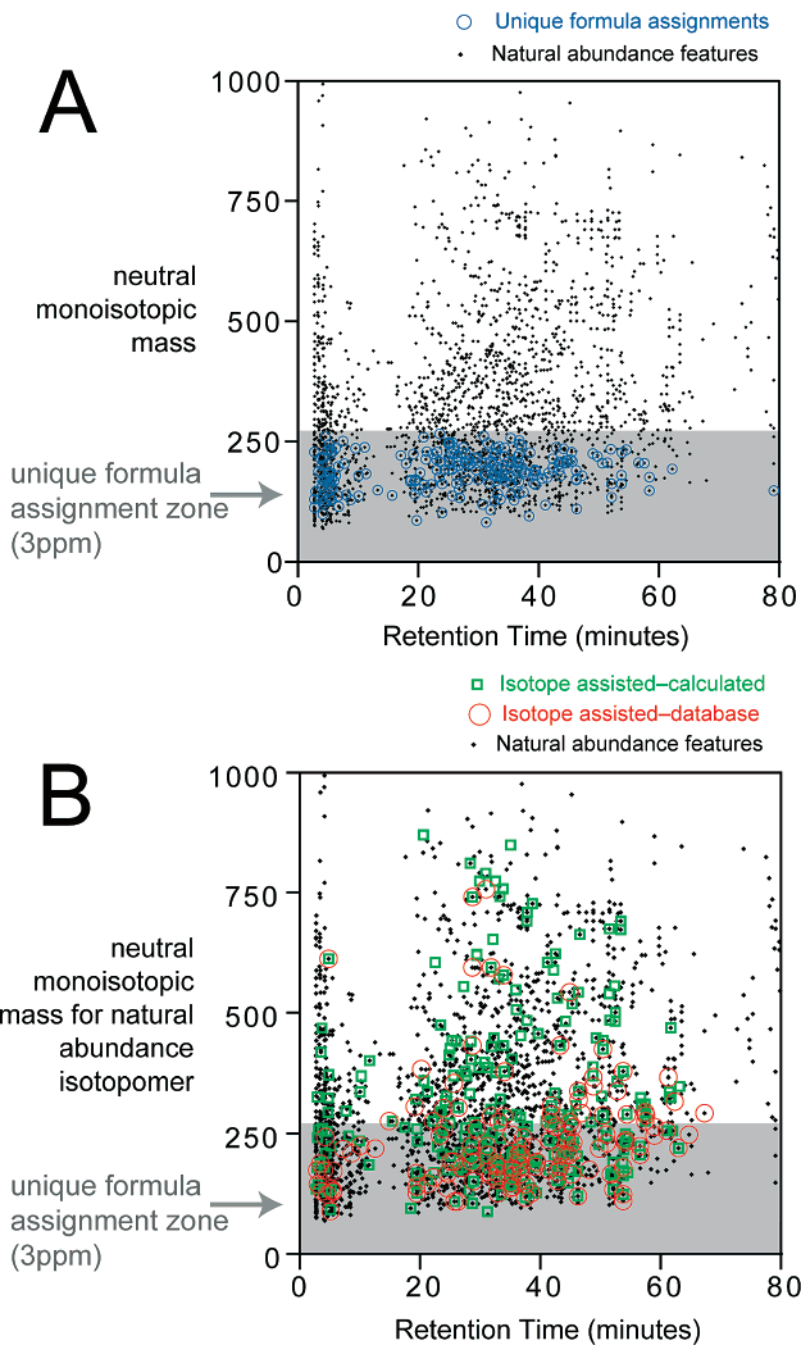 Unique formula assignments
Natural abundance features
A
1000
750
neutral
monoisotopic
mass
500
250
unique formula
assignment zone
(3ppm)
0
0 20 40 60 80
Retention Time (minutes)
Isotope assisted–calculated
Isotope assisted–database
Natural abundance features
B
1000
750
neutral
monoisotopic
mass for natural
abundance
isotopomer
500
250
unique formula
assignment zone
(3ppm)
0
0 20 40 60 80
Retention Time (minutes)